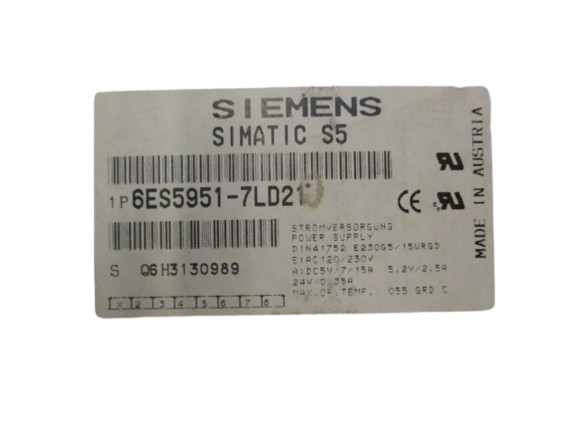 SIEMENS
SIMATIC S5
1P 6ES5951-7LD21
S Q6H3130989
STROMVERSORGUNG
POWER SUPPLY
DIN41752 E230G5/15WRGD
E:AC120/230V
A:DC5V/7/15A 5.2V/2.5A
24V/0.35A
MAX.OP.TEMP. 055 GRD C
X 2 3 4 5 6 7 8
CE
MADE IN AUSTRIA